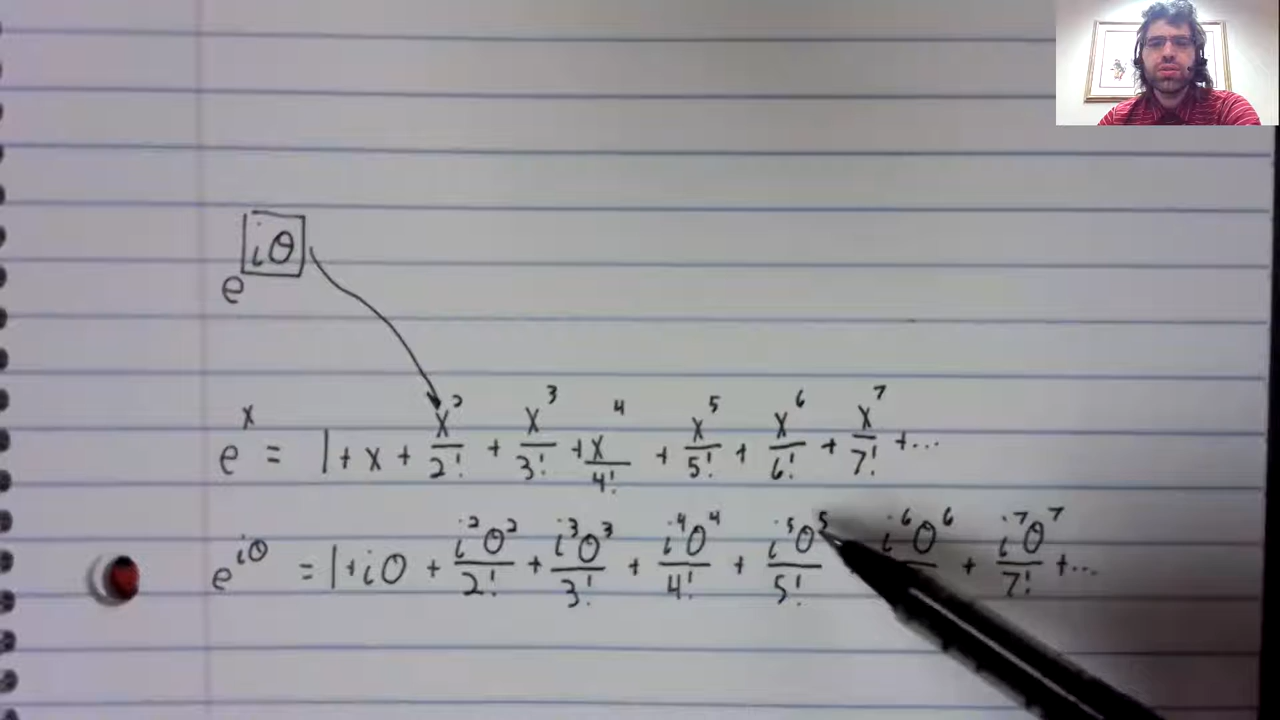 e^{iθ}
e^x = 1 + x + x^2/2! + x^3/3! + x^4/4! + x^5/5! + x^6/6! + x^7/7! + ...
e^{iθ} = 1 + iθ + i^2θ^2/2! + i^3θ^3/3! + i^4θ^4/4! + i^5θ^5/5! i^6θ^6 + i^7θ^7/7! + ...